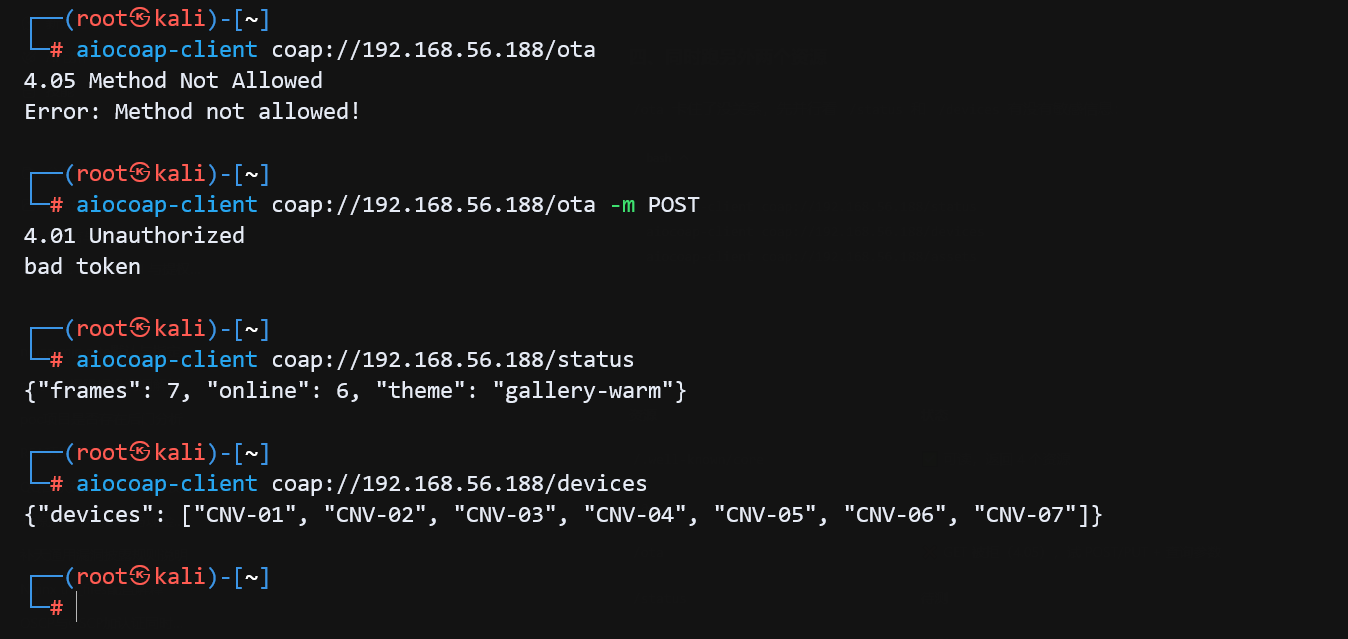 ┌──(root㉿kali)-[~]
└─# aiocoap-client coap://192.168.56.188/ota
4.05 Method Not Allowed
Error: Method not allowed!
┌──(root㉿kali)-[~]
└─# aiocoap-client coap://192.168.56.188/ota -m POST
4.01 Unauthorized
bad token
┌──(root㉿kali)-[~]
└─# aiocoap-client coap://192.168.56.188/status
{"frames": 7, "online": 6, "theme": "gallery-warm"}
┌──(root㉿kali)-[~]
└─# aiocoap-client coap://192.168.56.188/devices
{"devices": ["CNV-01", "CNV-02", "CNV-03", "CNV-04", "CNV-05", "CNV-06", "CNV-07"]}
┌──(root㉿kali)-[~]
└─#